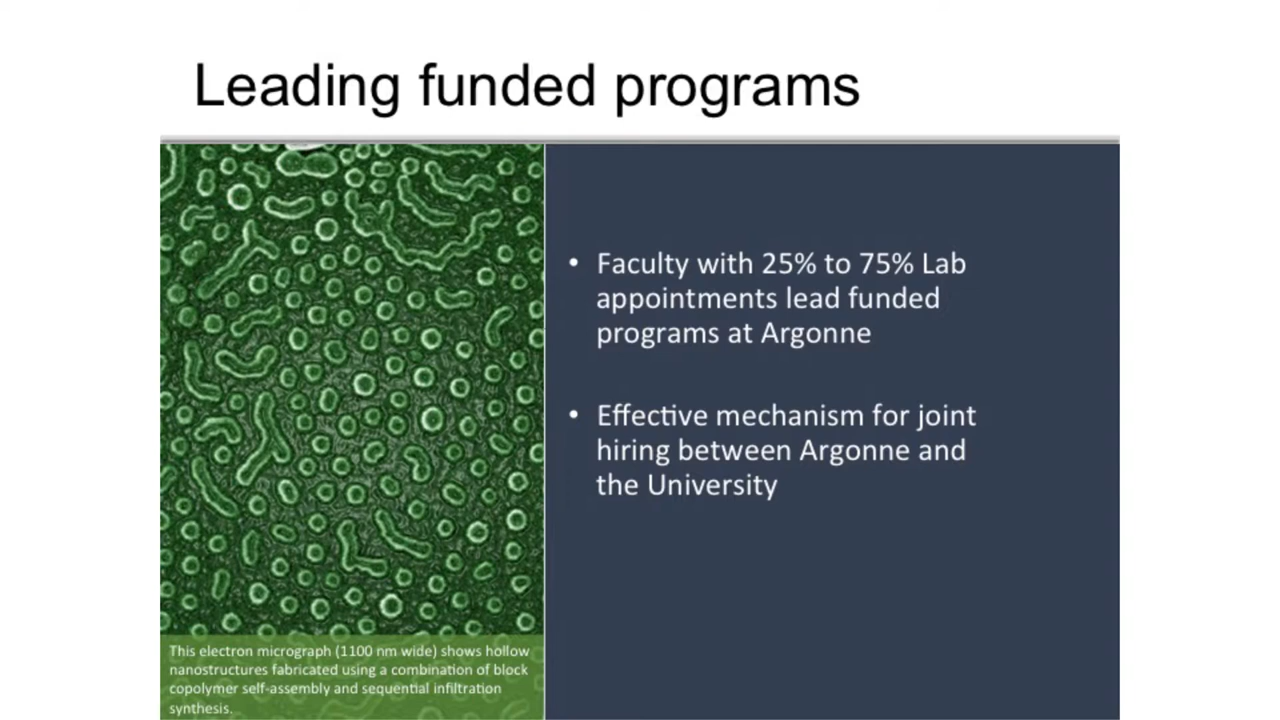 Leading funded programs
• Faculty with 25% to 75% Lab
appointments lead funded
programs at Argonne
• Effective mechanism for joint
hiring between Argonne and
the University
This electron micrograph (1100 nm wide) shows hollow
nanostructures fabricated using a combination of block
copolymer self-assembly and sequential infiltration
synthesis.